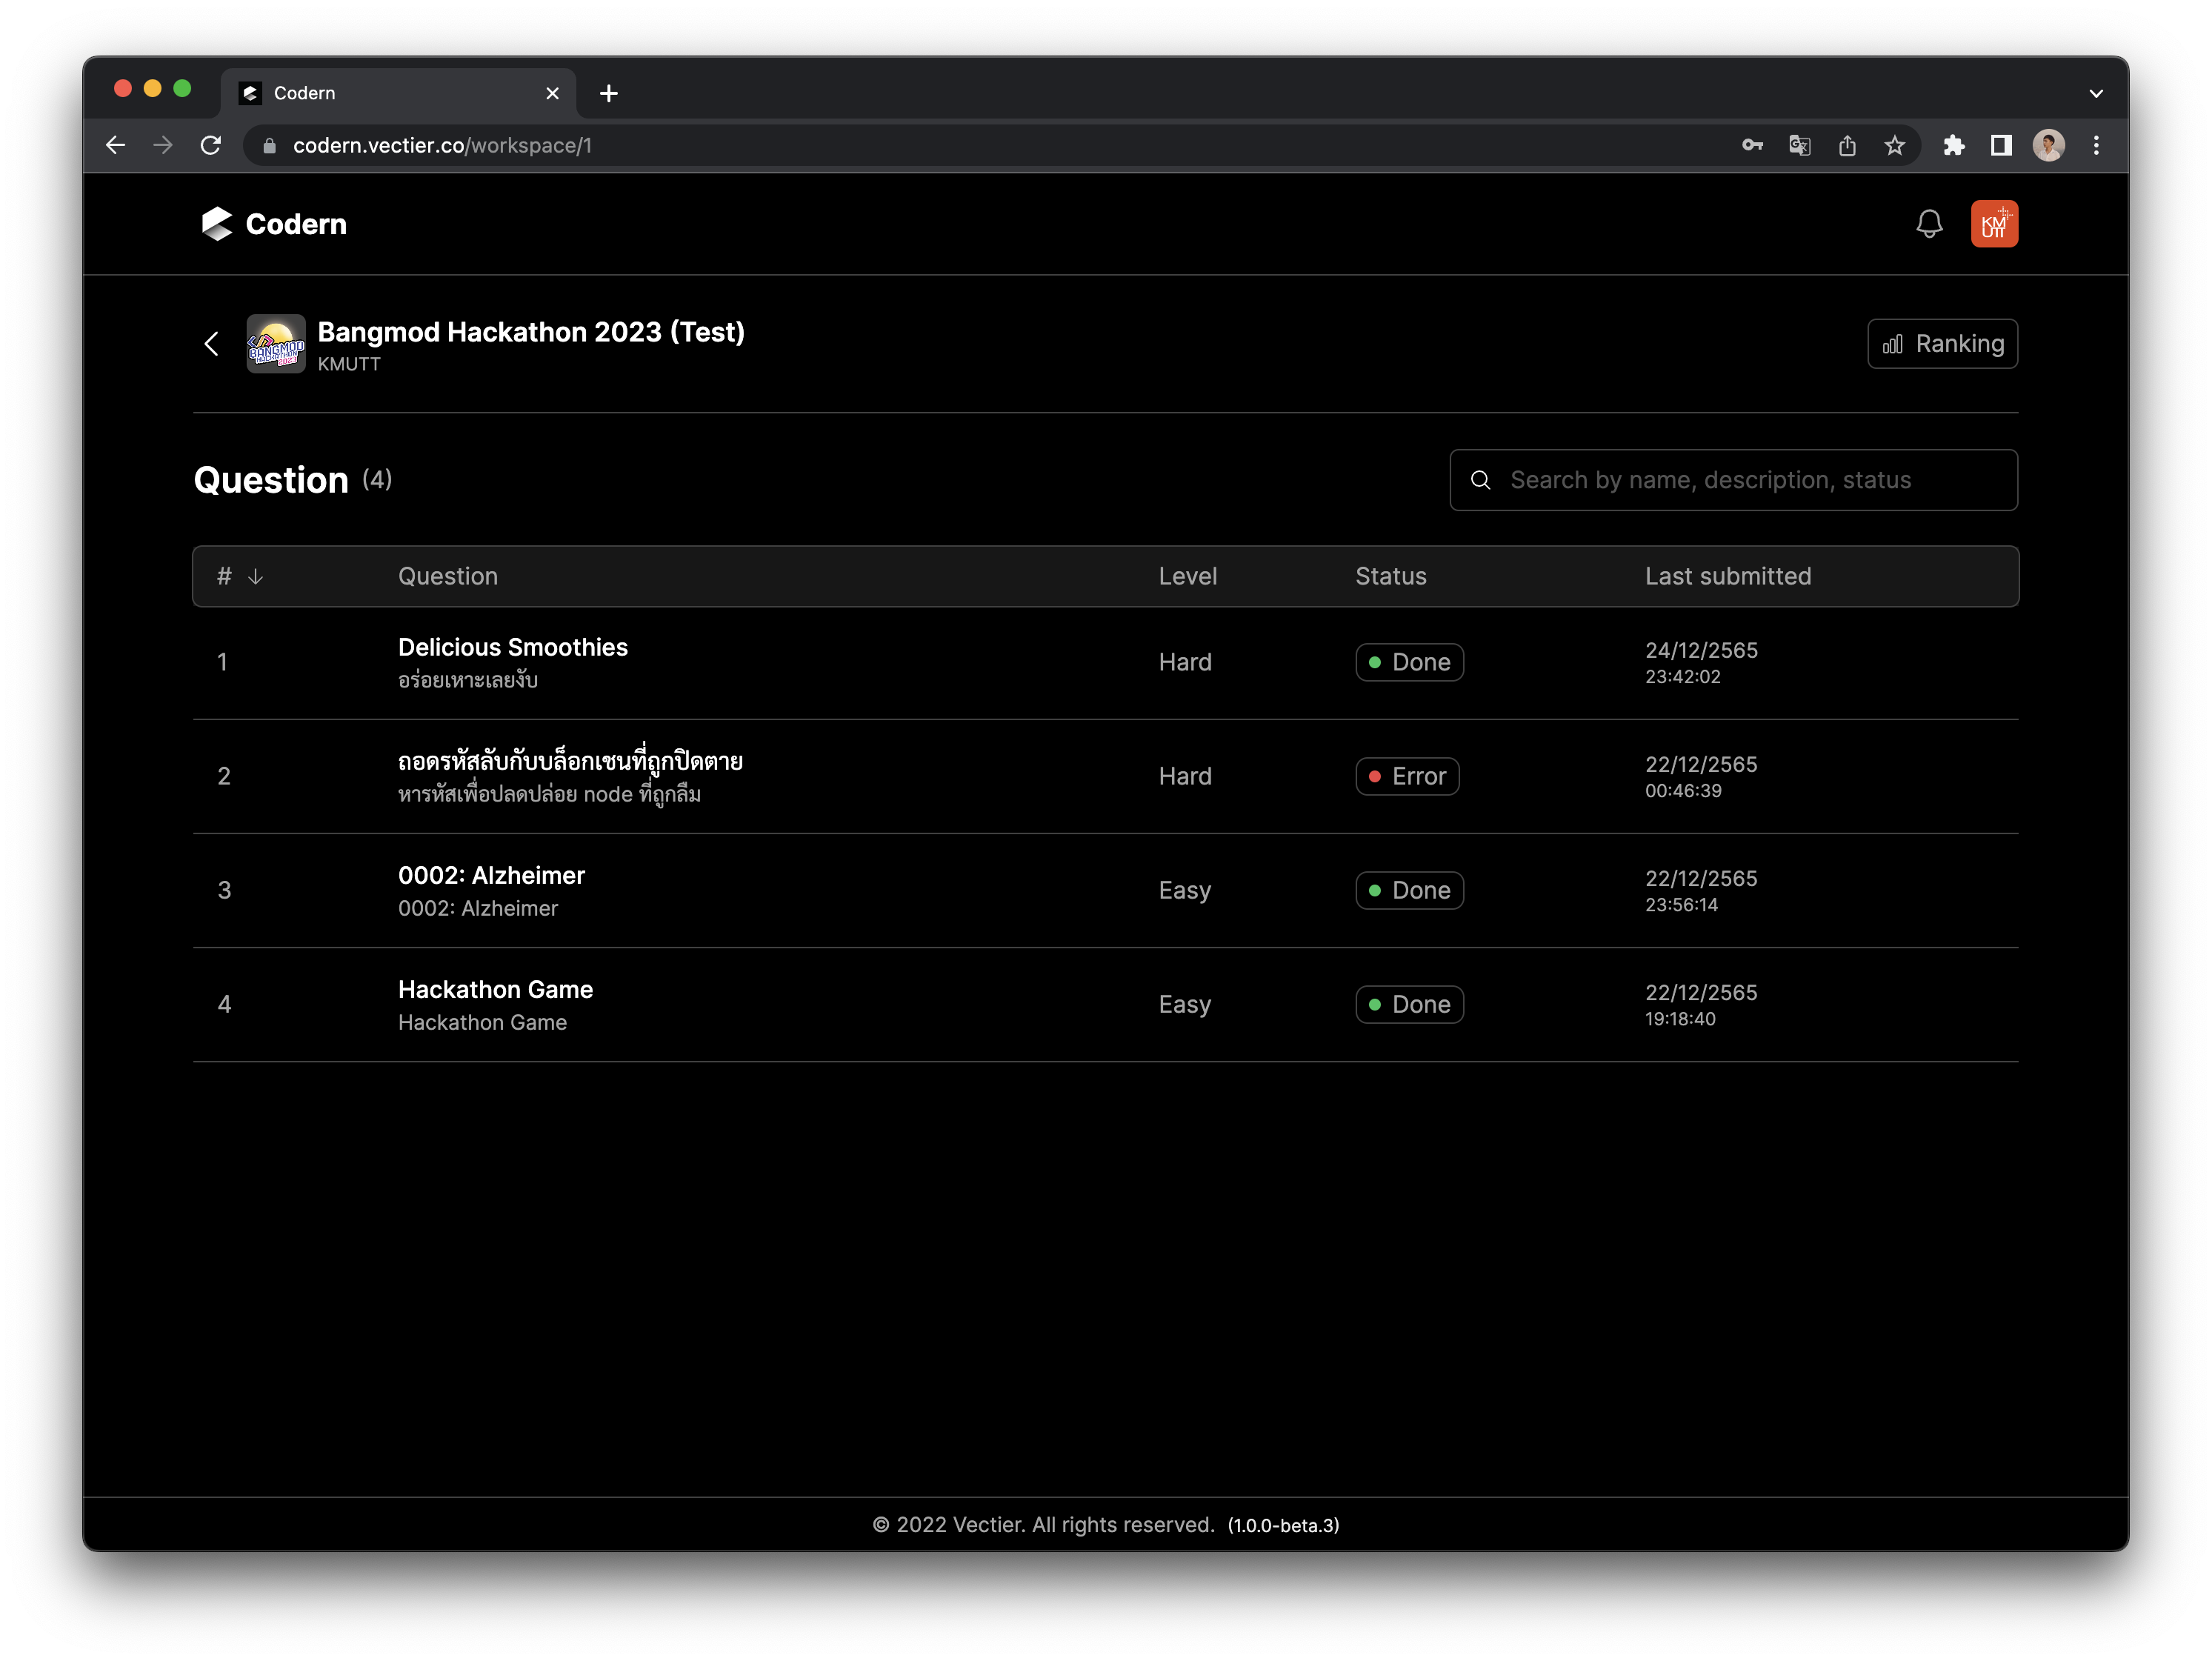 Codern
codern.vectier.co/workspace/1
Codern
KMUTT
BANGMOD
HACKATHON
2023
Bangmod Hackathon 2023 (Test)
KMUTT
Ranking
Question (4)
Search by name, description, status
# Question Level Status Last submitted
1 Delicious Smoothies Hard Done 24/12/2565
อร่อยเหาะเลยงับ 23:42:02
2 ถอดรหัสลับกับบล็อกเชนที่ถูกปิดตาย Hard Error 22/12/2565
หารหัสเพื่อปลดปล่อย node ที่ถูกลืม 00:46:39
3 0002: Alzheimer Easy Done 22/12/2565
0002: Alzheimer 23:56:14
4 Hackathon Game Easy Done 22/12/2565
Hackathon Game 19:18:40
© 2022 Vectier. All rights reserved. (1.0.0-beta.3)